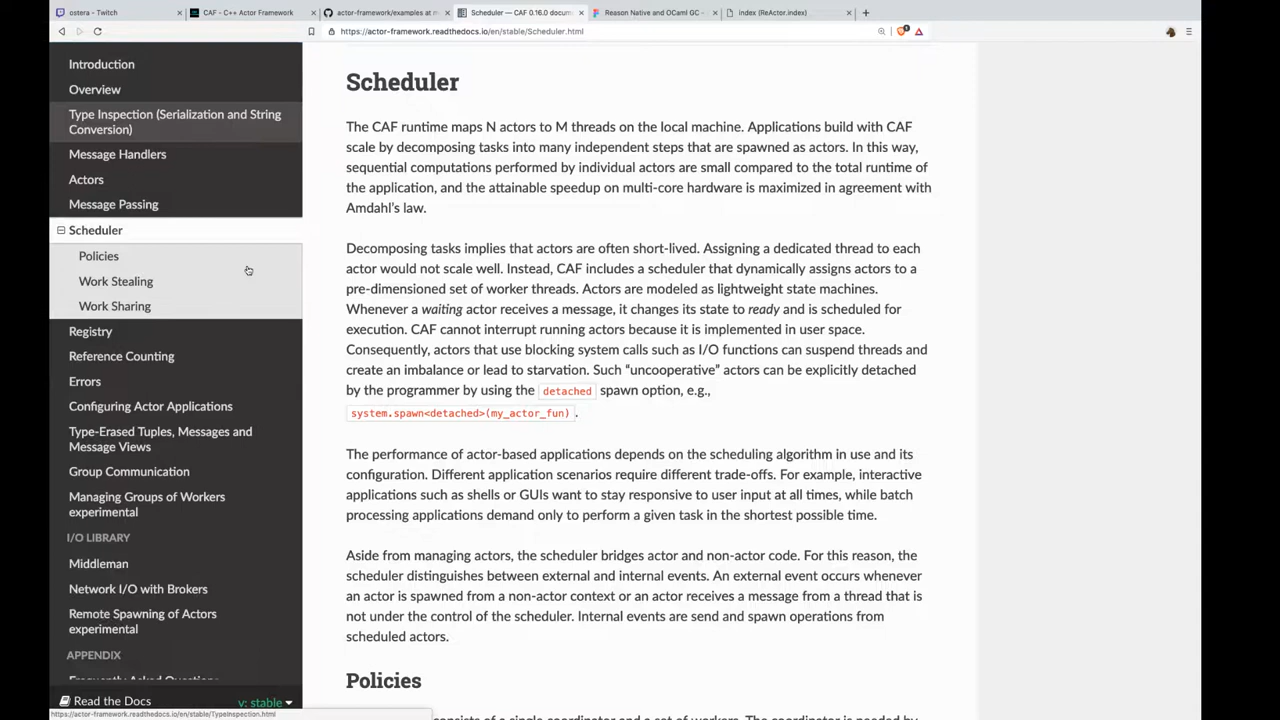 ostera - Twitch
CAF - C++ Actor Framework
actor-framework/examples at m
Scheduler — CAF 0.16.0 docum
Reason Native and OCaml GC -
index (ReActor.index)
https://actor-framework.readthedocs.io/en/stable/Scheduler.html
Introduction
Overview
Type Inspection (Serialization and String
Conversion)
Message Handlers
Actors
Message Passing
Scheduler
Policies
Work Stealing
Work Sharing
Registry
Reference Counting
Errors
Configuring Actor Applications
Type-Erased Tuples, Messages and
Message Views
Group Communication
Managing Groups of Workers
experimental
I/O LIBRARY
Middleman
Network I/O with Brokers
Remote Spawning of Actors
experimental
APPENDIX
Frequently Asked Questions
Read the Docs
v: stable
https://actor-framework.readthedocs.io/en/stable/TypeInspection.html
Scheduler
The CAF runtime maps N actors to M threads on the local machine. Applications build with CAF
scale by decomposing tasks into many independent steps that are spawned as actors. In this way,
sequential computations performed by individual actors are small compared to the total runtime of
the application, and the attainable speedup on multi-core hardware is maximized in agreement with
Amdahl's law.
Decomposing tasks implies that actors are often short-lived. Assigning a dedicated thread to each
actor would not scale well. Instead, CAF includes a scheduler that dynamically assigns actors to a
pre-dimensioned set of worker threads. Actors are modeled as lightweight state machines.
Whenever a waiting actor receives a message, it changes its state to ready and is scheduled for
execution. CAF cannot interrupt running actors because it is implemented in user space.
Consequently, actors that use blocking system calls such as I/O functions can suspend threads and
create an imbalance or lead to starvation. Such “uncooperative” actors can be explicitly detached
by the programmer by using the detached spawn option, e.g.,
system.spawn<detached>(my_actor_fun).
The performance of actor-based applications depends on the scheduling algorithm in use and its
configuration. Different application scenarios require different trade-offs. For example, interactive
applications such as shells or GUIs want to stay responsive to user input at all times, while batch
processing applications demand only to perform a given task in the shortest possible time.
Aside from managing actors, the scheduler bridges actor and non-actor code. For this reason, the
scheduler distinguishes between external and internal events. An external event occurs whenever
an actor is spawned from a non-actor context or an actor receives a message from a thread that is
not under the control of the scheduler. Internal events are send and spawn operations from
scheduled actors.
Policies
consists of a single coordinator and a set of workers. The coordinator is needed by